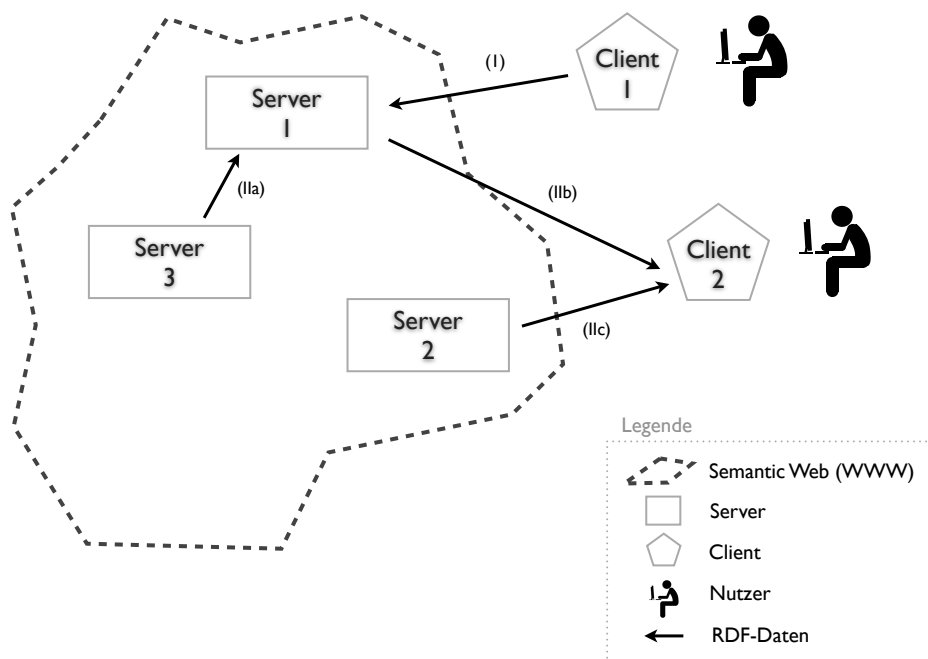 (I)
Client
1
Server
1
(IIa)
(IIb)
Server
3
Client
2
Server
2
(IIc)
Legende
Semantic Web (WWW)
Server
Client
Nutzer
RDF-Daten